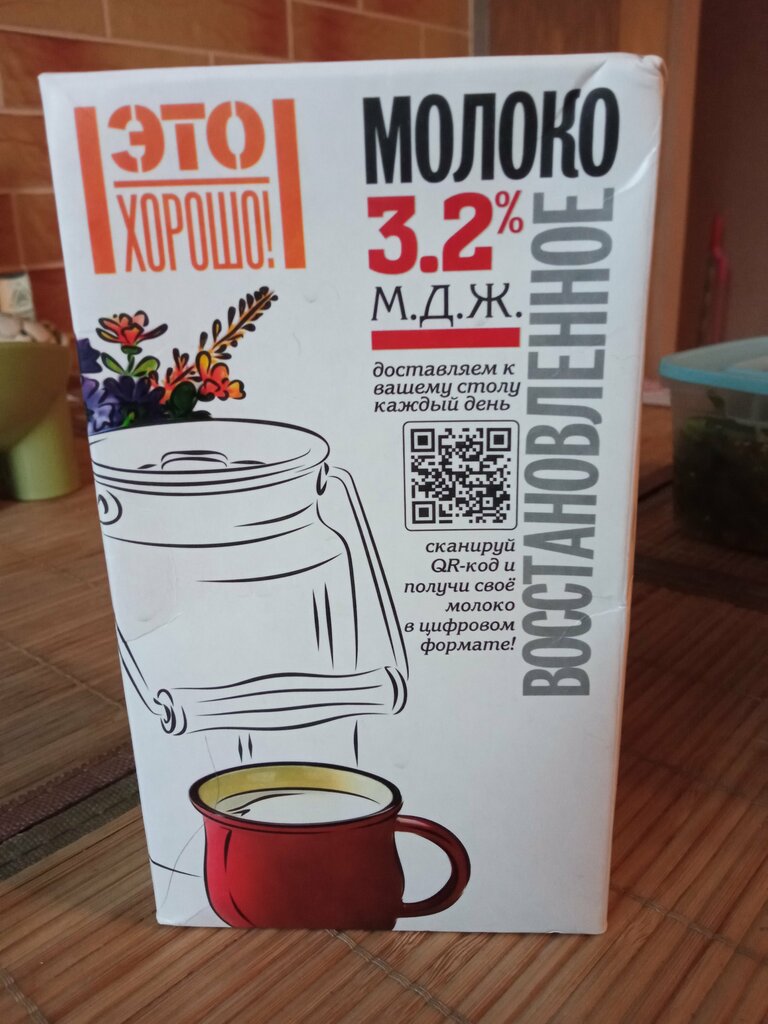 ЭТО
ХОРОШО!
МОЛОКО
3.2%
М.Д.Ж.
ВОССТАНОВЛЕННОЕ
доставляем к
вашему столу
каждый день
сканируй
QR-код и
получи своё
молоко
в цифровом
формате!